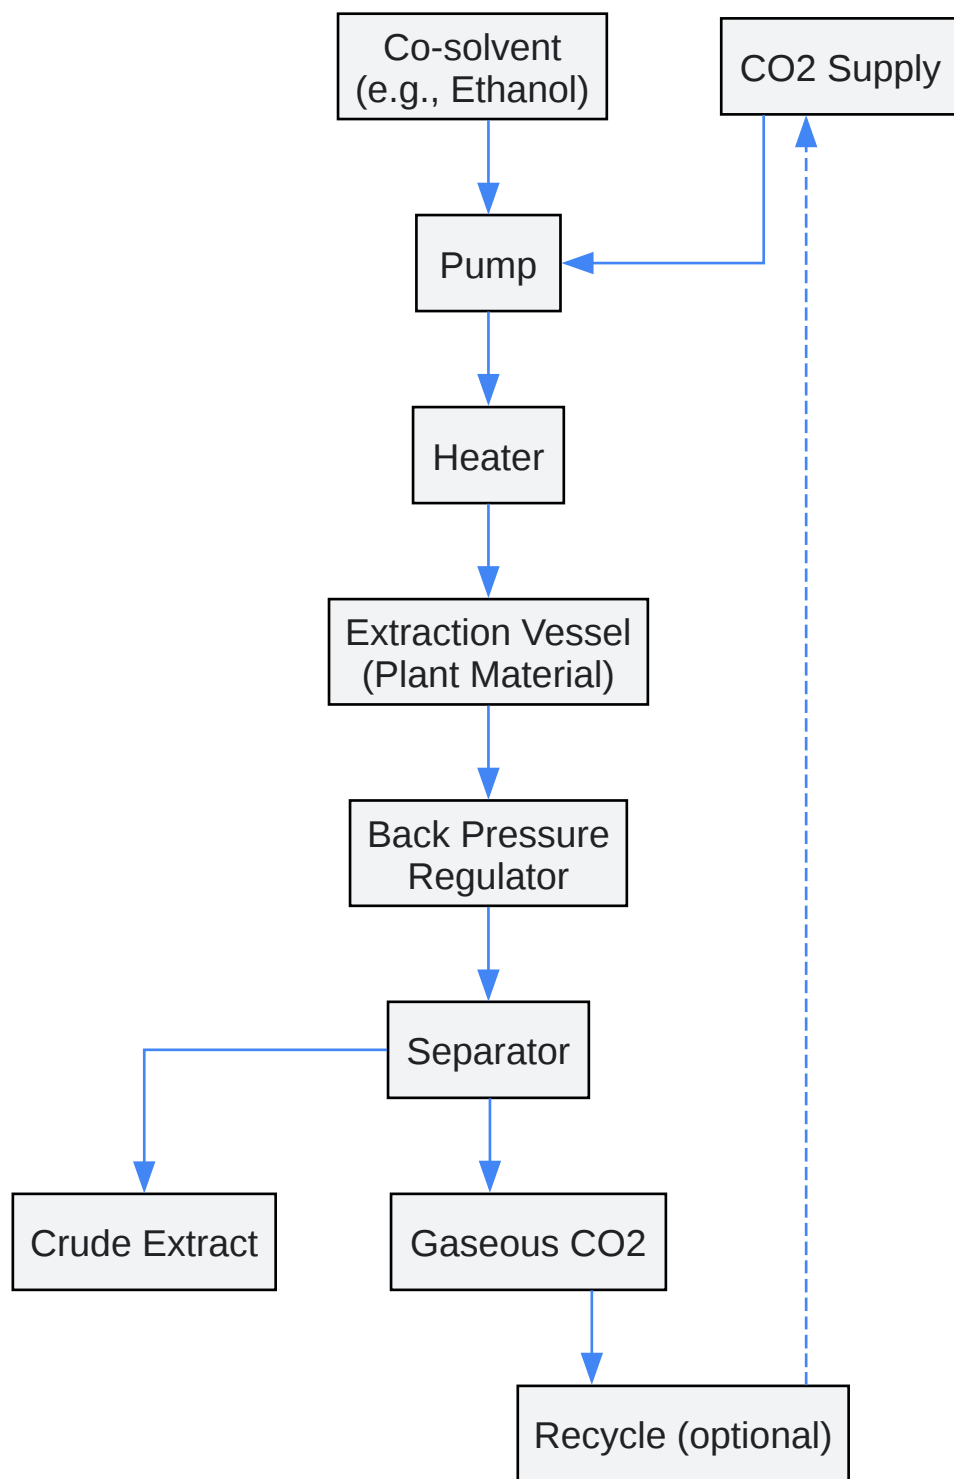 Co-solvent
(e.g., Ethanol)
CO2 Supply
Pump
Heater
Extraction Vessel
(Plant Material)
Back Pressure
Regulator
Separator
Crude Extract
Gaseous CO2
Recycle (optional)